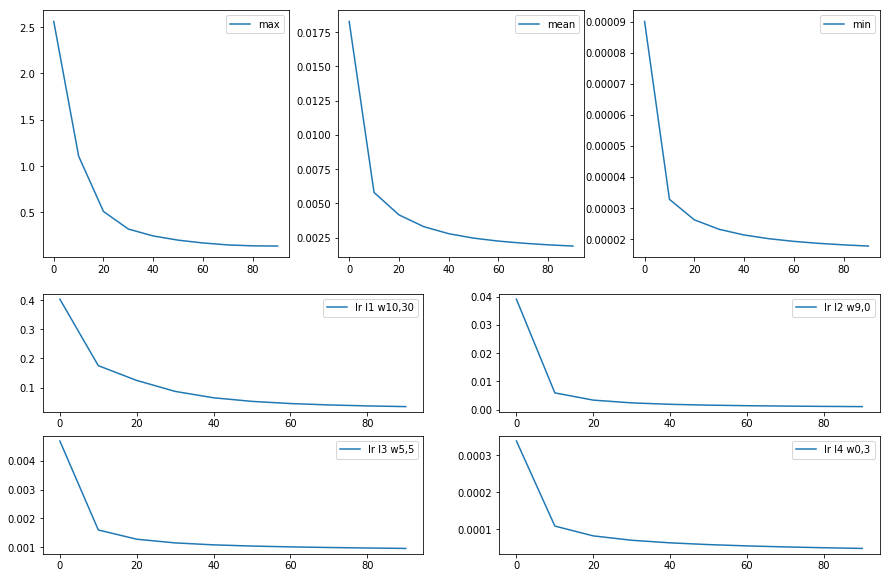 max
2.5
2.0
1.5
1.0
0.5
0 20 40 60 80
mean
0.0175
0.0150
0.0125
0.0100
0.0075
0.0050
0.0025
0 20 40 60 80
min
0.00009
0.00008
0.00007
0.00006
0.00005
0.00004
0.00003
0.00002
0 20 40 60 80
lr l1 w10,30
0.4
0.3
0.2
0.1
0 20 40 60 80
lr l2 w9,0
0.04
0.03
0.02
0.01
0.00
0 20 40 60 80
lr l3 w5,5
0.004
0.003
0.002
0.001
0 20 40 60 80
lr l4 w0,3
0.0003
0.0002
0.0001
0 20 40 60 80